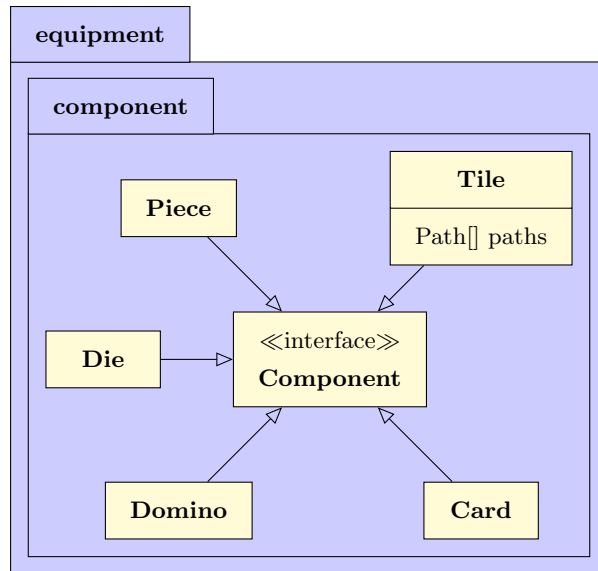 equipment
component
Piece
Tile
Path[] paths
Die
≪interface≫
Component
Domino
Card